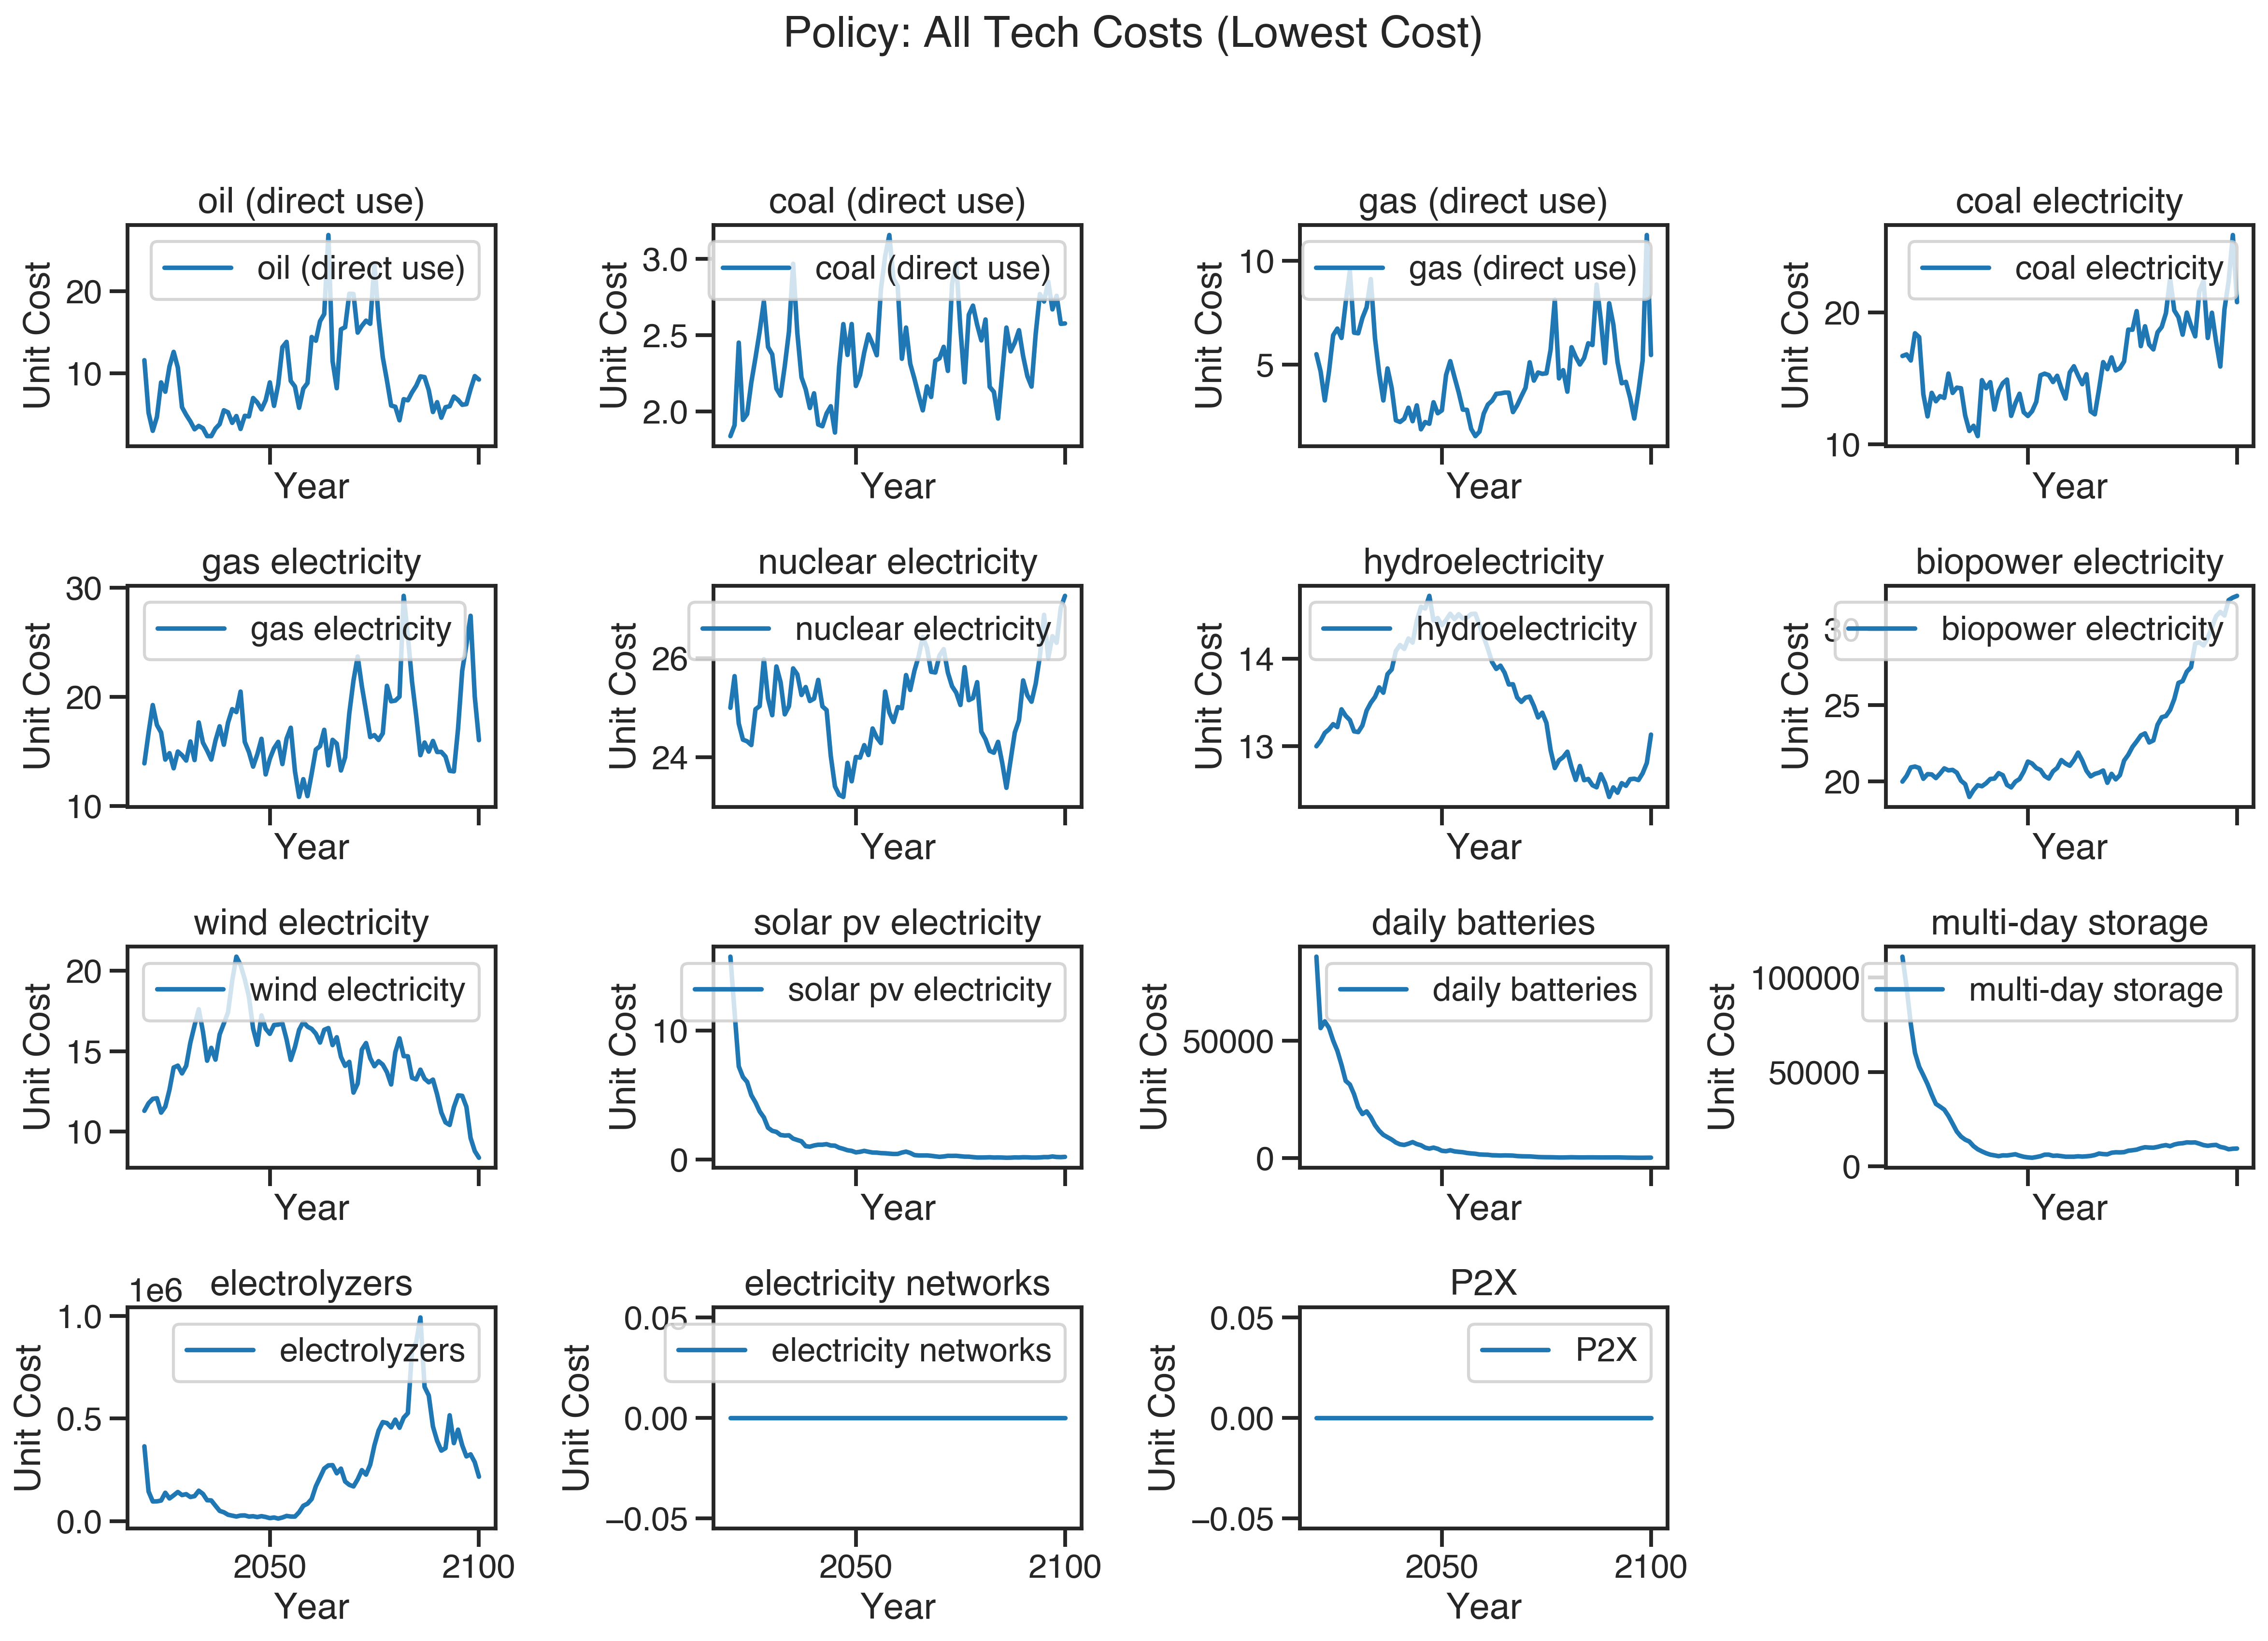 Policy: All Tech Costs (Lowest Cost)
oil (direct use)
Unit Cost
20
10
oil (direct use)
Year
coal (direct use)
Unit Cost
3.0
2.5
2.0
coal (direct use)
Year
gas (direct use)
Unit Cost
10
5
gas (direct use)
Year
coal electricity
Unit Cost
20
10
coal electricity
Year
gas electricity
Unit Cost
30
20
10
gas electricity
Year
nuclear electricity
Unit Cost
26
24
nuclear electricity
Year
hydroelectricity
Unit Cost
14
13
hydroelectricity
Year
biopower electricity
Unit Cost
30
25
20
biopower electricity
Year
wind electricity
Unit Cost
20
15
10
wind electricity
Year
solar pv electricity
Unit Cost
10
0
solar pv electricity
Year
daily batteries
Unit Cost
50000
0
daily batteries
Year
multi-day storage
Unit Cost
100000
50000
0
multi-day storage
Year
electrolyzers
1e6
Unit Cost
1.0
0.5
0.0
electrolyzers
2050 2100
Year
electricity networks
Unit Cost
0.05
0.00
−0.05
electricity networks
2050 2100
Year
P2X
Unit Cost
0.05
0.00
−0.05
P2X
2050 2100
Year